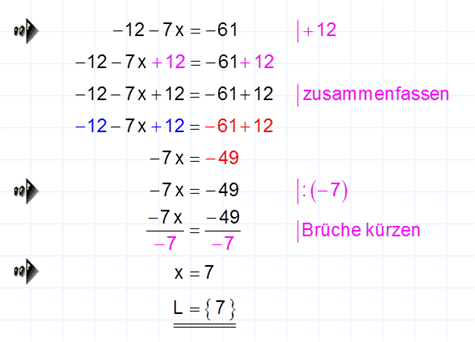 −12−7x = −61 |+12
−12−7x+12 = −61+12
−12−7x+12 = −61+12 |zusammenfassen
−12−7x+12 = −61+12
−7x = −49
−7x = −49 |:(−7)
−7x/−7 = −49/−7 |Brüche kürzen
x = 7
L = {7}